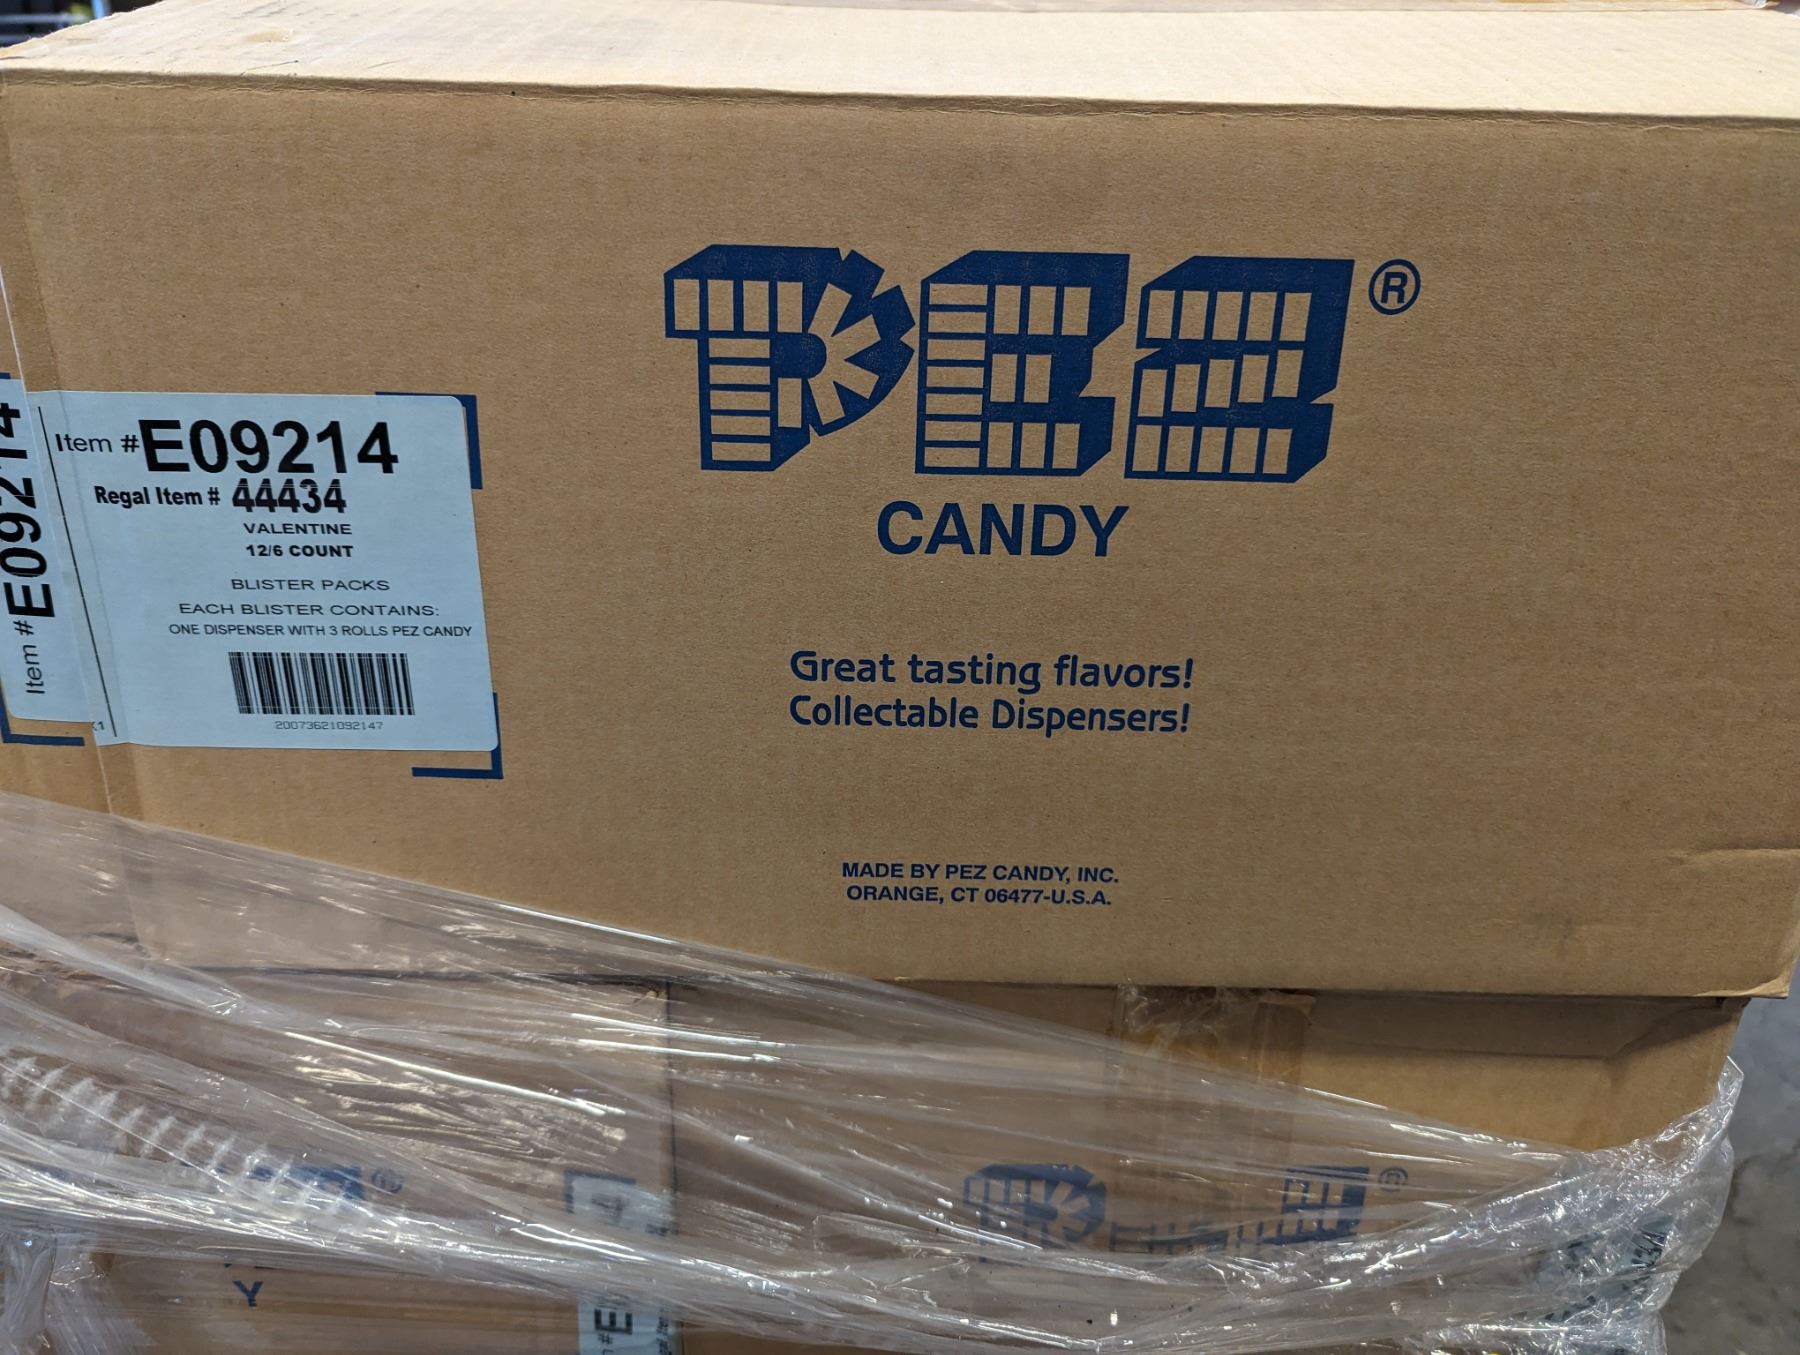 PEZ®
CANDY
Great tasting flavors!
Collectable Dispensers!
MADE BY PEZ CANDY, INC.
ORANGE, CT 06477-U.S.A.
Item #E09214
Regal Item # 44434
VALENTINE
12/6 COUNT
BLISTER PACKS
EACH BLISTER CONTAINS:
ONE DISPENSER WITH 3 ROLLS PEZ CANDY
20073621092147
Item #E09214
®
Y
#E
PEZ®